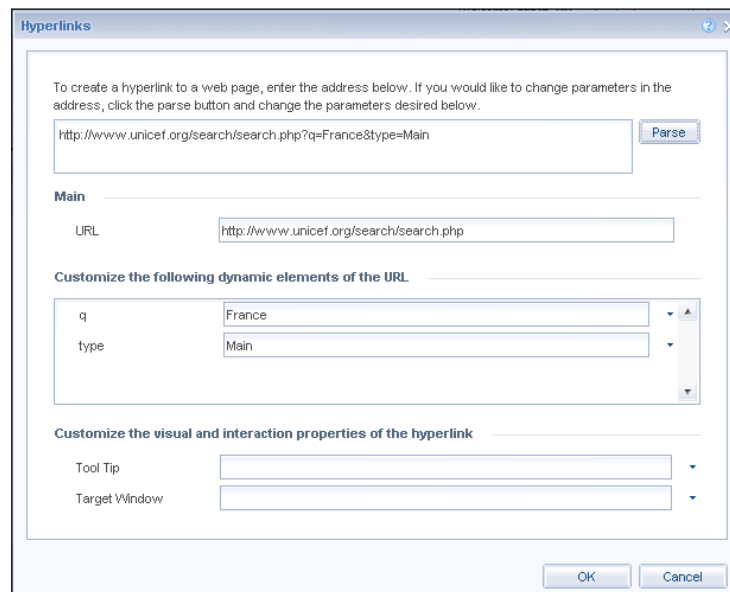 Hyperlinks
To create a hyperlink to a web page, enter the address below. If you would like to change parameters in the
address, click the parse button and change the parameters desired below.
http://www.unicef.org/search/search.php?q=France&type=Main
Parse
Main
URL http://www.unicef.org/search/search.php
Customize the following dynamic elements of the URL
q France
type Main
Customize the visual and interaction properties of the hyperlink
Tool Tip
Target Window
OK Cancel